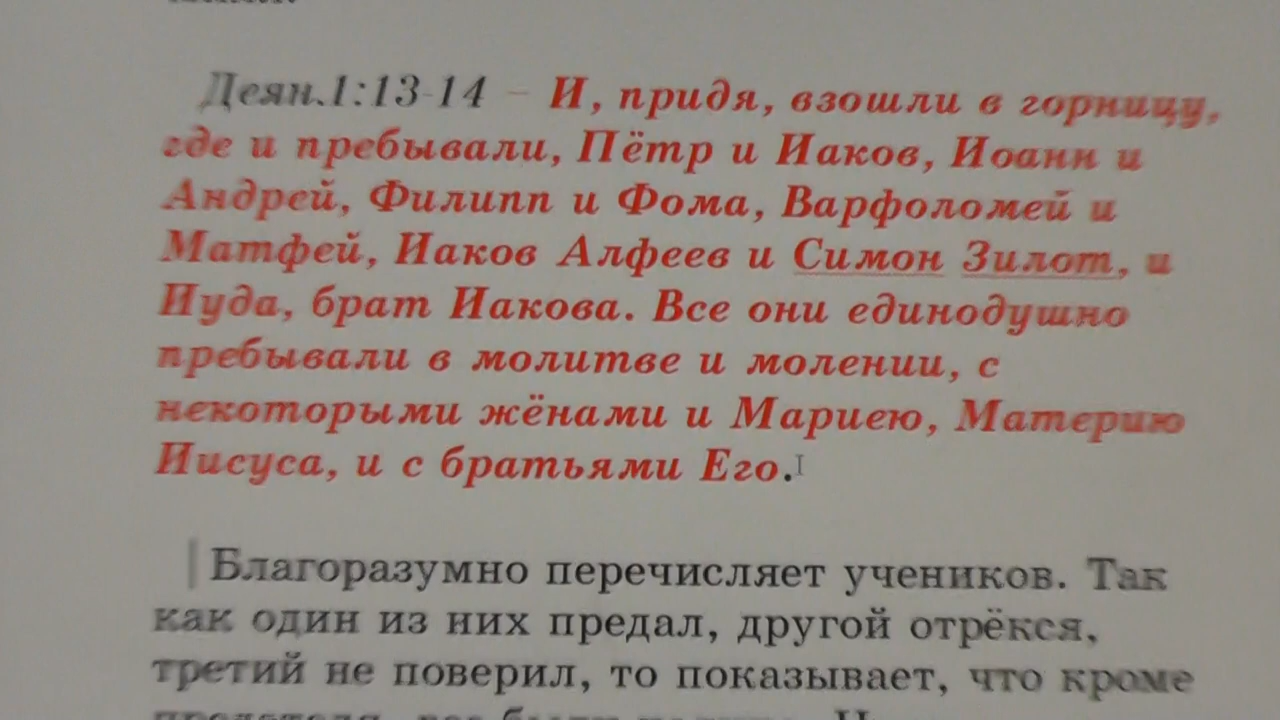 Деян.1:13-14 – И, придя, взошли в горницу,
где и пребывали, Пётр и Иаков, Иоанн и
Андрей, Филипп и Фома, Варфоломей и
Матфей, Иаков Алфеев и Симон Зилот, и
Иуда, брат Иакова. Все они единодушно
пребывали в молитве и молении, с
некоторыми жёнами и Мариею, Материю
Иисуса, и с братьями Его.
Благоразумно перечисляет учеников. Так
как один из них предал, другой отрёкся,
третий не поверил, то показывает, что кроме